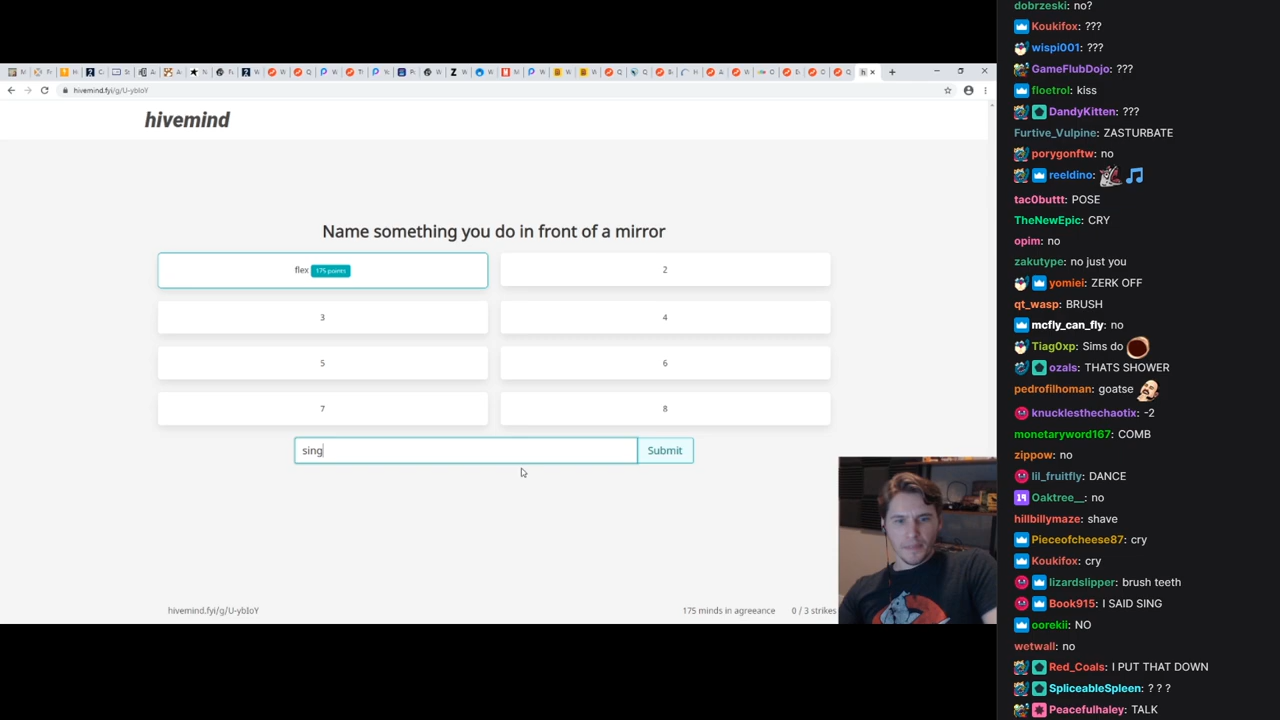 hivemind.fyi/g/U-ybIoY
hivemind
Name something you do in front of a mirror
flex 175 points
2
3
4
5
6
7
8
sing
Submit
hivemind.fyi/g/U-ybIoY
175 minds in agreeance
0 / 3 strikes
dobrzeski: no?
Koukifox: ???
wispi001: ???
GameFlubDojo: ???
floetrol: kiss
DandyKitten: ???
Furtive_Vulpine: ZASTURBATE
porygonftw: no
reeldino:
tac0buttt: POSE
TheNewEpic: CRY
opim: no
zakutype: no just you
yomiei: ZERK OFF
qt_wasp: BRUSH
mcfly_can_fly: no
Tiag0xp: Sims do
ozals: THATS SHOWER
pedrofilhoman: goatse
knucklesthechaotix: -2
monetaryword167: COMB
zippow: no
lil_fruitfly: DANCE
Oaktree__: no
hillbillymaze: shave
Pieceofcheese87: cry
Koukifox: cry
lizardslipper: brush teeth
Book915: I SAID SING
oorekii: NO
wetwall: no
Red_Coals: I PUT THAT DOWN
SpliceableSpleen: ? ? ?
Peacefulhaley: TALK